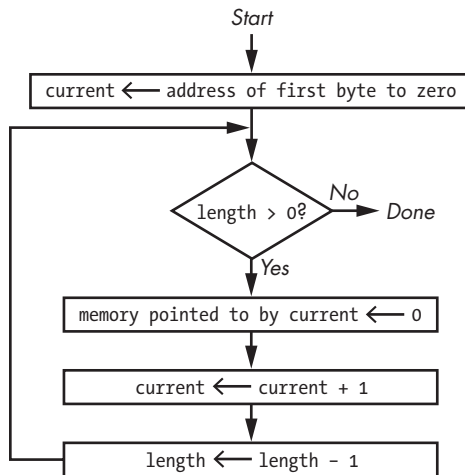 Start
current ← address of first byte to zero
length > 0?
No
Done
Yes
memory pointed to by current ← 0
current ← current + 1
length ← length – 1